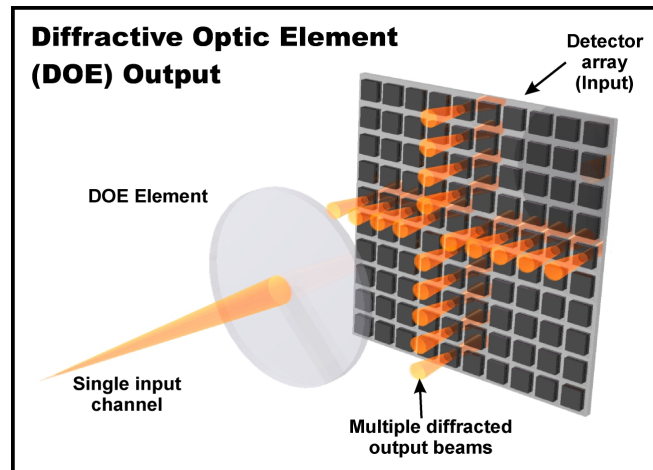 Diffractive Optic Element
(DOE) Output
Detector
array
(Input)
DOE Element
Single input
channel
Multiple diffracted
output beams